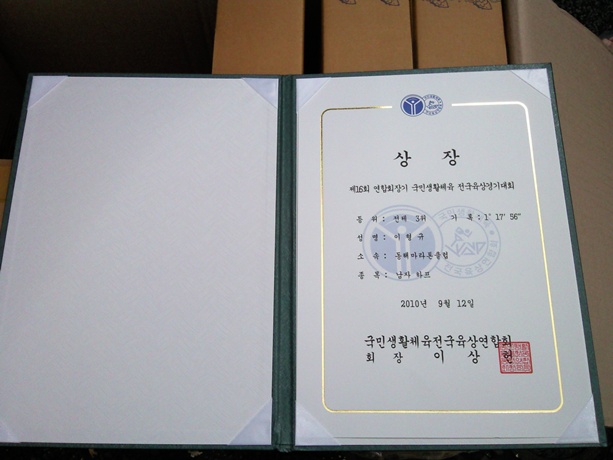 상 장
제16회 연합회장기 국민생활체육 전국육상경기대회
등 위 : 전체 3위 기 록 : 1° 17' 56"
성 명 : 이 형 규
소 속 : 동해마라톤클럽
종 목 : 남자 하프
2010년 9월 12일
국민생활체육전국육상연합회
회 장 이 상 헌